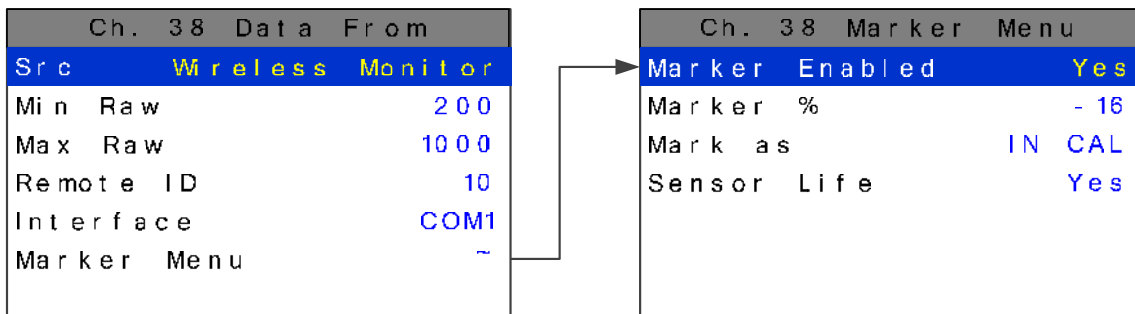 Ch. 38 Data From
Src Wireless Monitor
Min Raw 200
Max Raw 1000
Remote ID 10
Interface COM1
Marker Menu ~
Ch. 38 Marker Menu
Marker Enabled Yes
Marker % -16
Mark as IN CAL
Sensor Life Yes